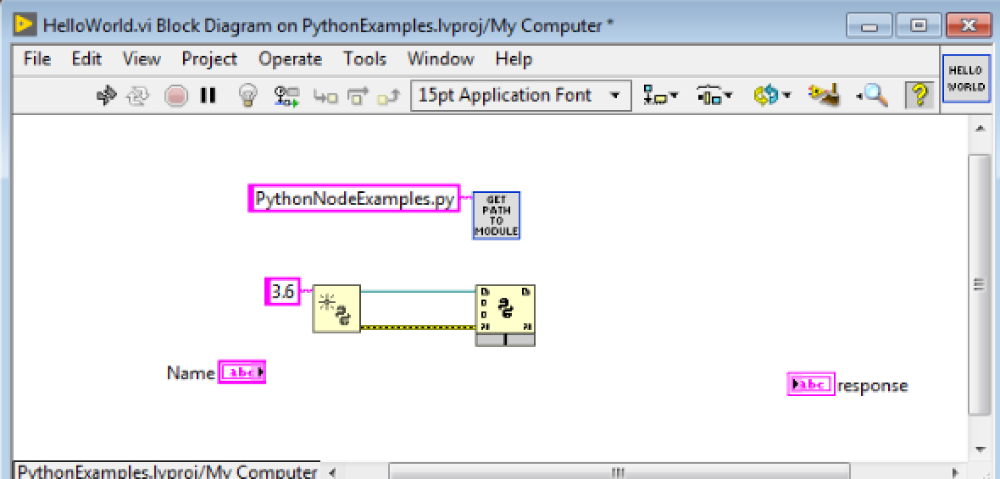 HelloWorld.vi Block Diagram on PythonExamples.lvproj/My Computer *
File Edit View Project Operate Tools Window Help
HELLO
WORLD
15pt Application Font
?
PythonNodeExamples.py
GET
PATH
TO
MODULE
3.6
Name abc
abc response
PythonExamples.lvproj/My Computer